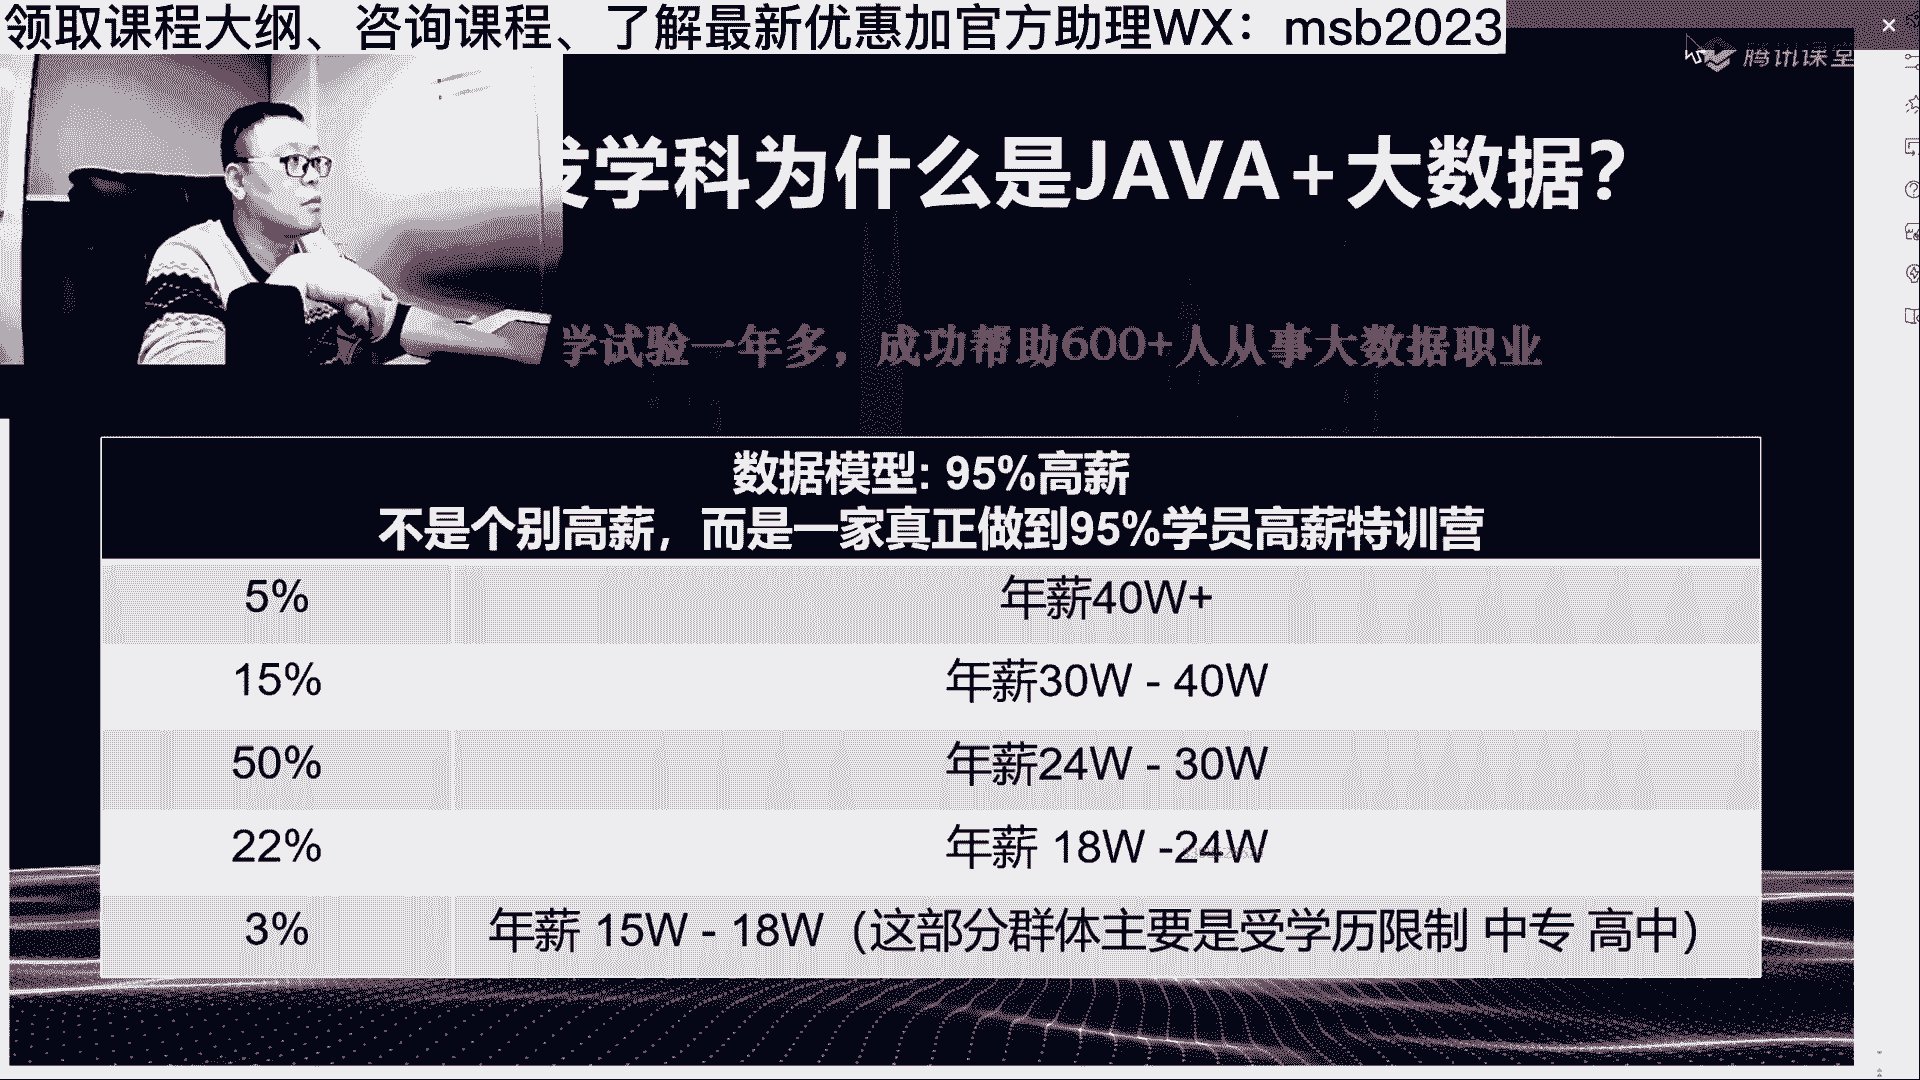 领取课程大纲、咨询课程、了解最新优惠加官方助理WX：msb2023
腾讯课堂
发学科为什么是JAVA+大数据？
学试验一年多，成功帮助600+人从事大数据职业
数据模型: 95%高薪
不是个别高薪，而是一家真正做到95%学员高薪特训营
5% 年薪40W+
15% 年薪30W - 40W
50% 年薪24W - 30W
22% 年薪 18W -24W
3% 年薪 15W - 18W（这部分群体主要是受学历限制 中专 高中）